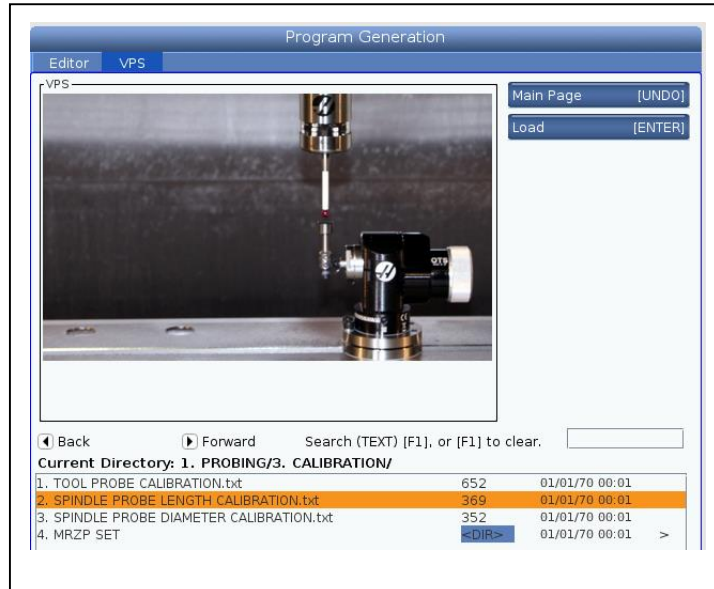 Program Generation
Editor VPS
VPS
Main Page [UNDO]
Load [ENTER]
OTS
Back Forward Search (TEXT) [F1], or [F1] to clear.
Current Directory: 1. PROBING/3. CALIBRATION/
1. TOOL PROBE CALIBRATION.txt 652 01/01/70 00:01
2. SPINDLE PROBE LENGTH CALIBRATION.txt 369 01/01/70 00:01
3. SPINDLE PROBE DIAMETER CALIBRATION.txt 352 01/01/70 00:01
4. MRZP SET <DIR> 01/01/70 00:01 >